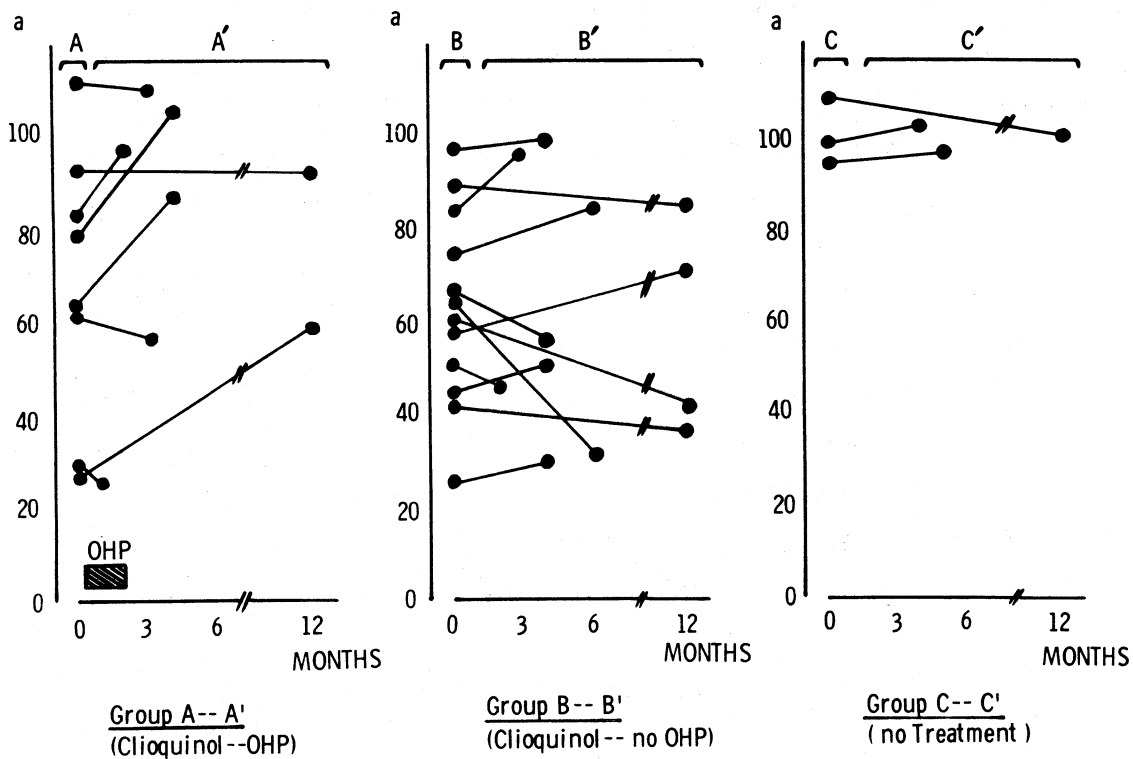 a
A A′
100
80
60
40
20
0
OHP
0 3 6 12
MONTHS
Group A-- A'
(Clioquinol--OHP)
a
B B′
100
80
60
40
20
0
0 3 6 12
MONTHS
Group B-- B'
(Clioquinol-- no OHP)
a
C C′
100
80
60
40
20
0
0 3 6 12
MONTHS
Group C-- C'
( no Treatment )